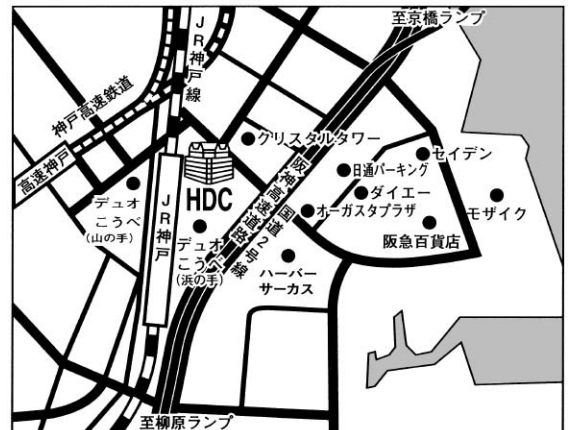 至京橋ランプ
JR神戸線
神戸高速鉄道
高速神戸
クリスタルタワー
セイデン
日通パーキング
ダイエー
モザイク
オーガスタプラザ
阪急百貨店
HDC
デュオ
こうべ
(山の手)
JR神戸
デュオ
こうべ
(浜の手)
国道2号線
阪神高速道路
ハーバー
サーカス
至柳原ランプ